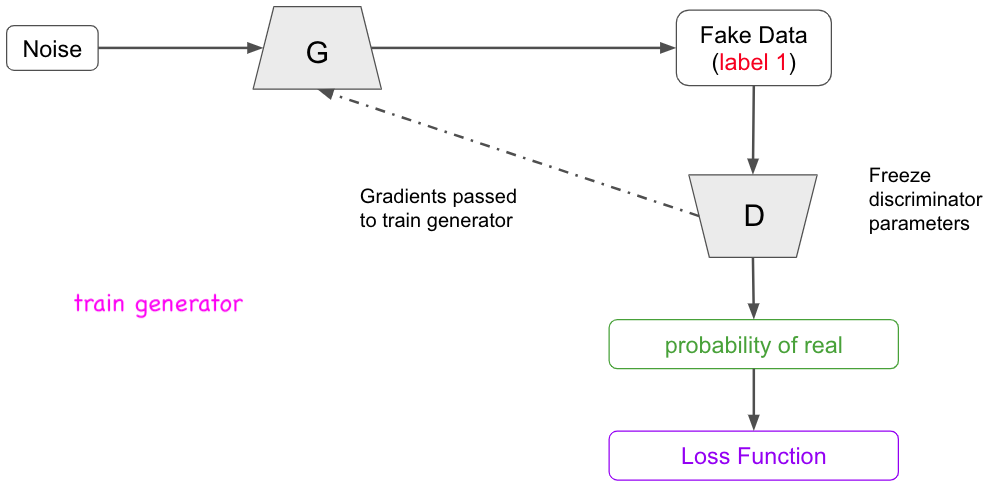 Noise
G
Fake Data
(label 1)
Gradients passed
to train generator
D
Freeze
discriminator
parameters
train generator
probability of real
Loss Function